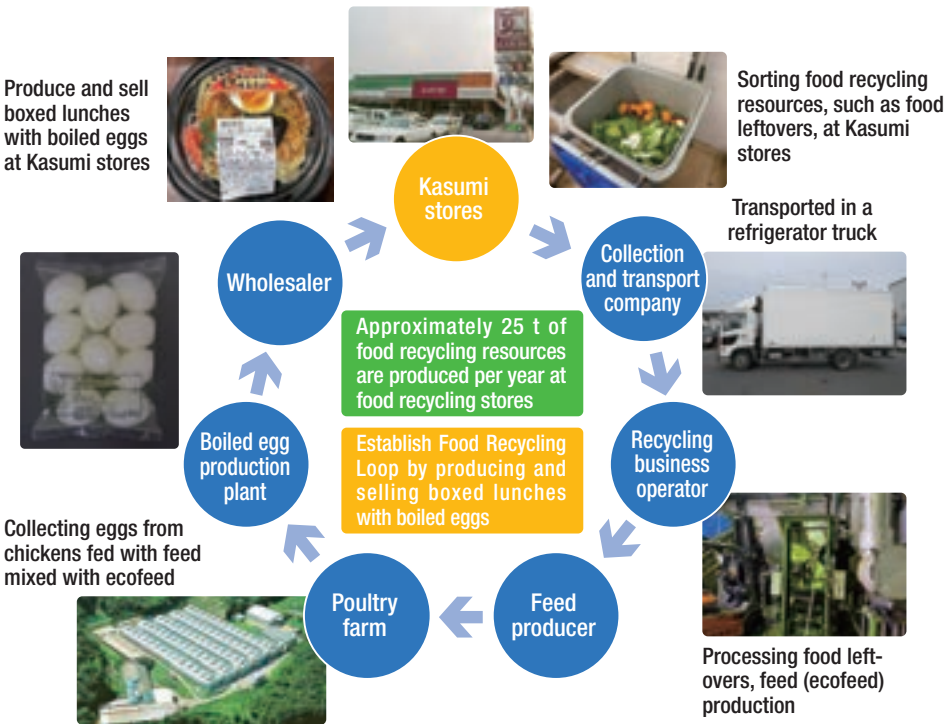 Produce and sell
boxed lunches
with boiled eggs
at Kasumi stores
Sorting food recycling
resources, such as food
leftovers, at Kasumi
stores
Kasumi
stores
Transported in a
refrigerator truck
Collection
and transport
company
Wholesaler
Approximately 25 t of
food recycling resources
are produced per year at
food recycling stores
Recycling
business
operator
Boiled egg
production
plant
Establish Food Recycling
Loop by producing and
selling boxed lunches
with boiled eggs
Collecting eggs from
chickens fed with feed
mixed with ecofeed
Poultry
farm
Feed
producer
Processing food left-
overs, feed (ecofeed)
production